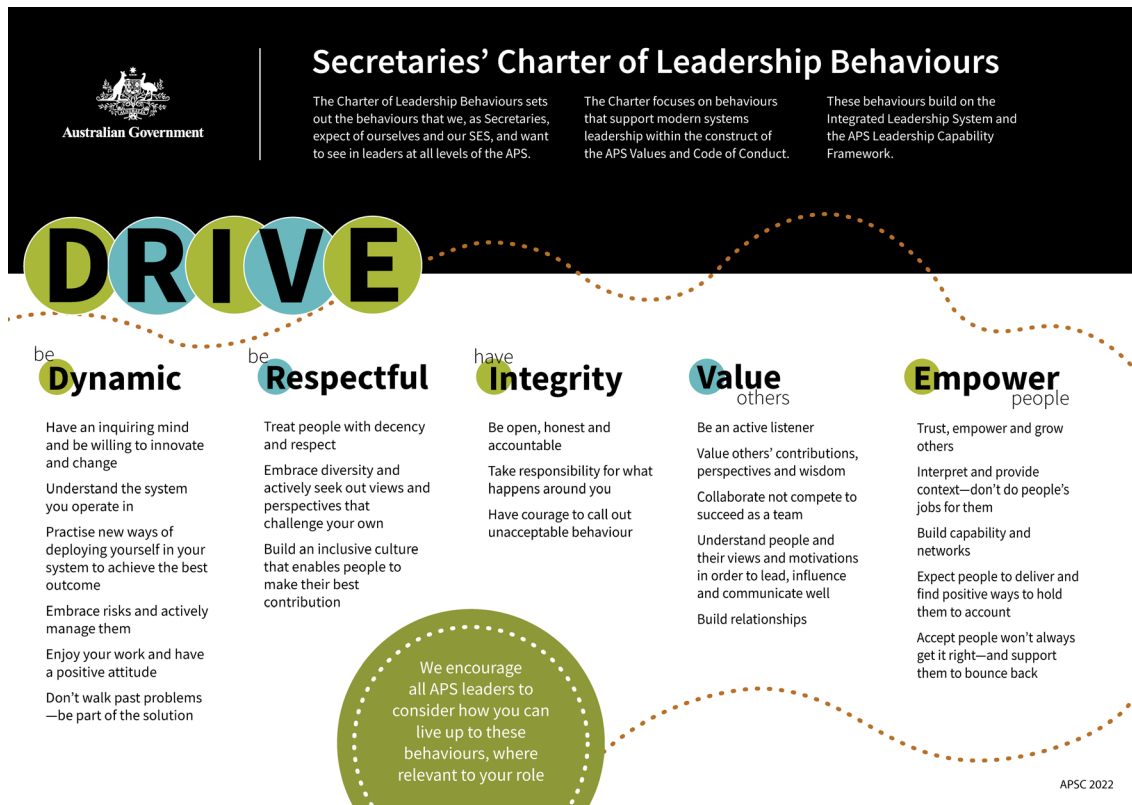 Australian Government
Secretaries’ Charter of Leadership Behaviours
The Charter of Leadership Behaviours sets
out the behaviours that we, as Secretaries,
expect of ourselves and our SES, and want
to see in leaders at all levels of the APS.
The Charter focuses on behaviours
that support modern systems
leadership within the construct of
the APS Values and Code of Conduct.
These behaviours build on the
Integrated Leadership System and
the APS Leadership Capability
Framework.
DRIVE
be
Dynamic
Have an inquiring mind
and be willing to innovate
and change
Understand the system
you operate in
Practise new ways of
deploying yourself in your
system to achieve the best
outcome
Embrace risks and actively
manage them
Enjoy your work and have
a positive attitude
Don’t walk past problems
—be part of the solution
be
Respectful
Treat people with decency
and respect
Embrace diversity and
actively seek out views and
perspectives that
challenge your own
Build an inclusive culture
that enables people to
make their best
contribution
have
Integrity
Be open, honest and
accountable
Take responsibility for what
happens around you
Have courage to call out
unacceptable behaviour
Value
others
Be an active listener
Value others’ contributions,
perspectives and wisdom
Collaborate not compete to
succeed as a team
Understand people and
their views and motivations
in order to lead, influence
and communicate well
Build relationships
Empower
people
Trust, empower and grow
others
Interpret and provide
context—don’t do people’s
jobs for them
Build capability and
networks
Expect people to deliver and
find positive ways to hold
them to account
Accept people won’t always
get it right—and support
them to bounce back
We encourage
all APS leaders to
consider how you can
live up to these
behaviours, where
relevant to your role
APSC 2022